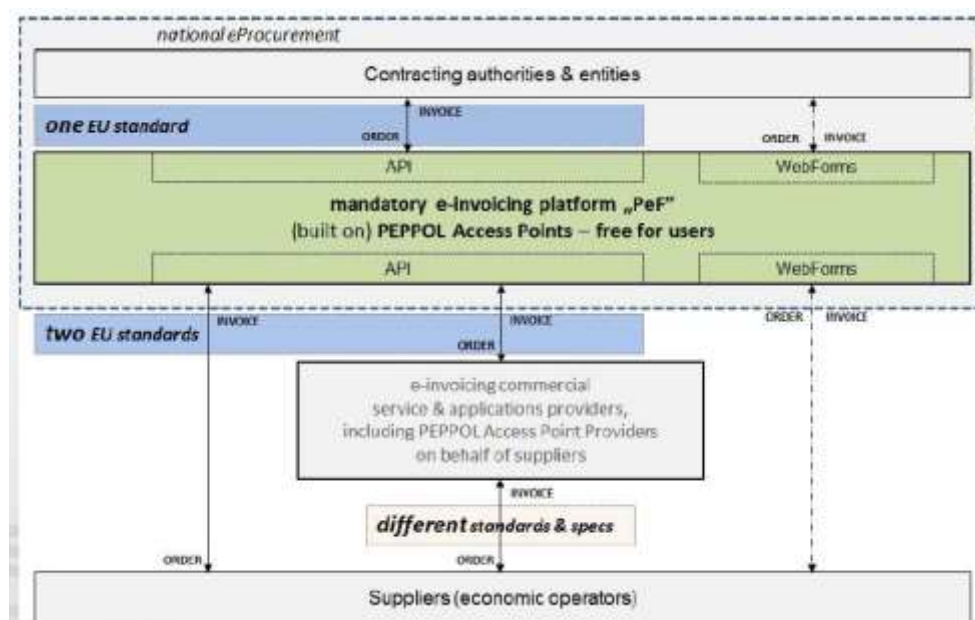 national eProcurement
Contracting authorities & entities
INVOICE
one EU standard
ORDER
ORDER INVOICE
API WebForms
mandatory e-invoicing platform „PeF"
(built on) PEPPOL Access Points – free for users
API WebForms
INVOICE INVOICE ORDER INVOICE
two EU standards
ORDER
e-invoicing commercial
service & applications providers,
including PEPPOL Access Point Providers
on behalf of suppliers
INVOICE
different standards & specs
ORDER ORDER
Suppliers (economic operators)